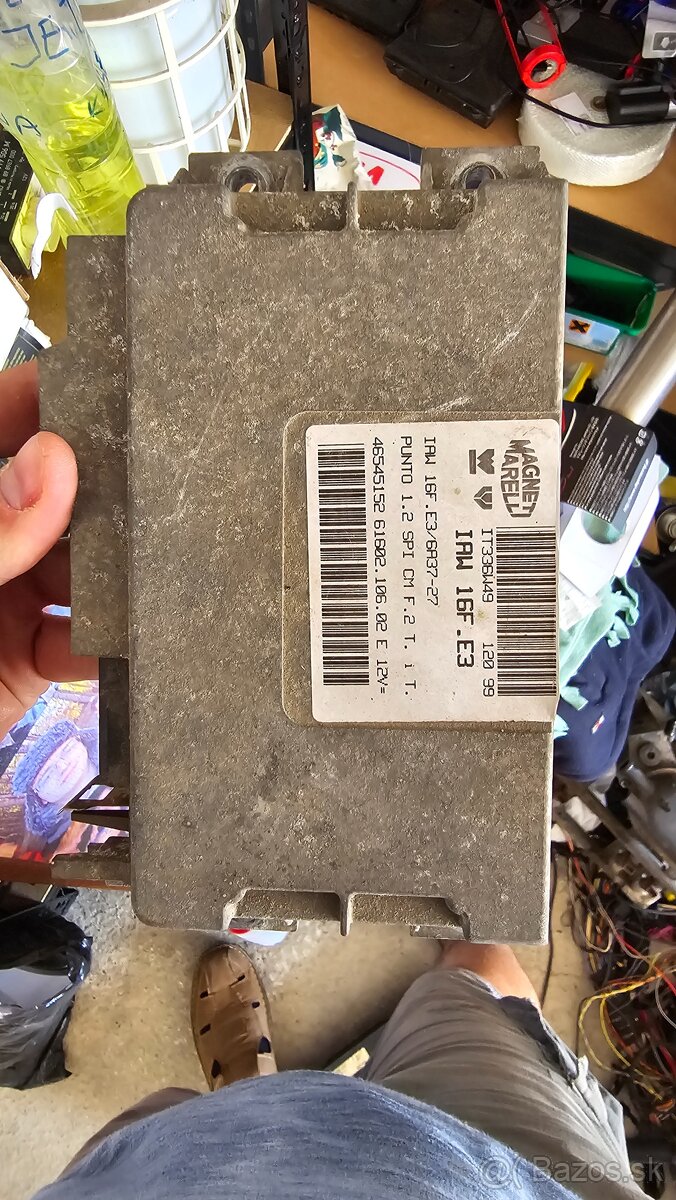 MAGNETI
MARELLI
IT336W49 120 99
IAW 16F.E3
IAW 16F.E3/6A37-27
PUNTO 1.2 SPI CM F.2 T. i T.
46545152 61602.106.02 E 12V=
Bazos.sk